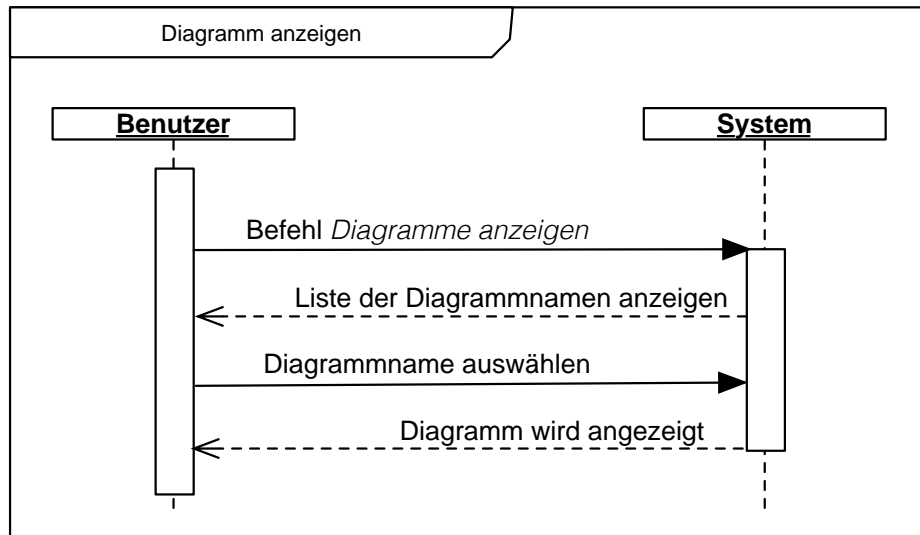 Diagramm anzeigen
Benutzer
System
Befehl Diagramme anzeigen
Liste der Diagrammnamen anzeigen
Diagrammname auswählen
Diagramm wird angezeigt